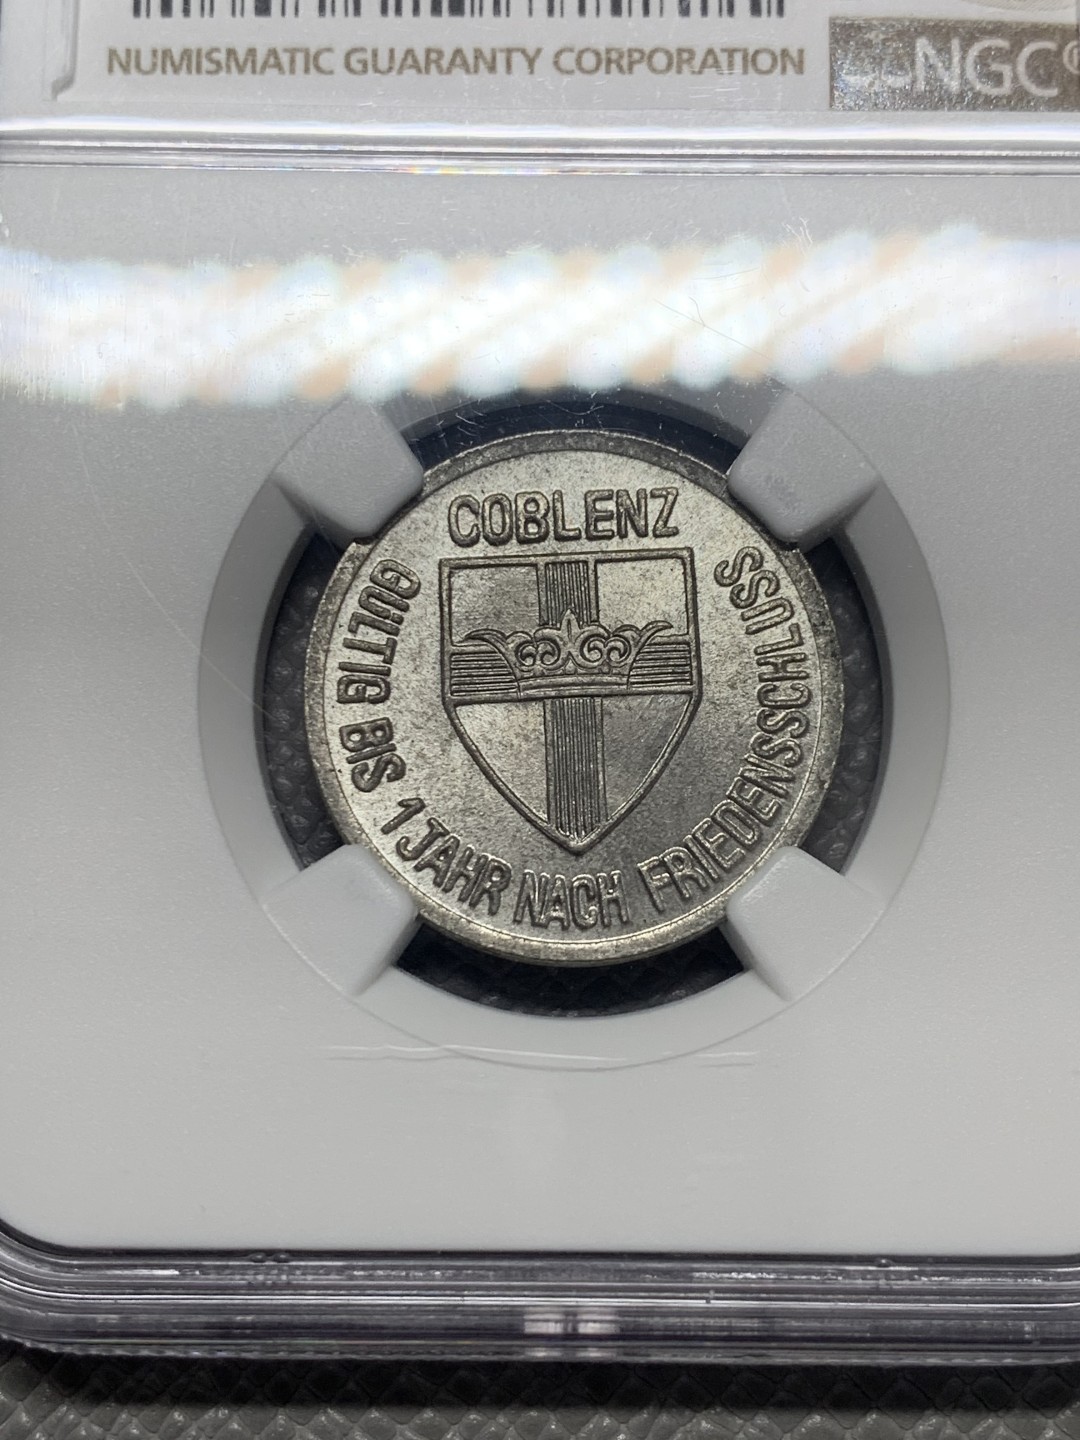 NUMISMATIC GUARANTY CORPORATION
NGC®
COBLENZ
GÜLTIG BIS 1 JAHR NACH FRIEDENSSCHLUSS